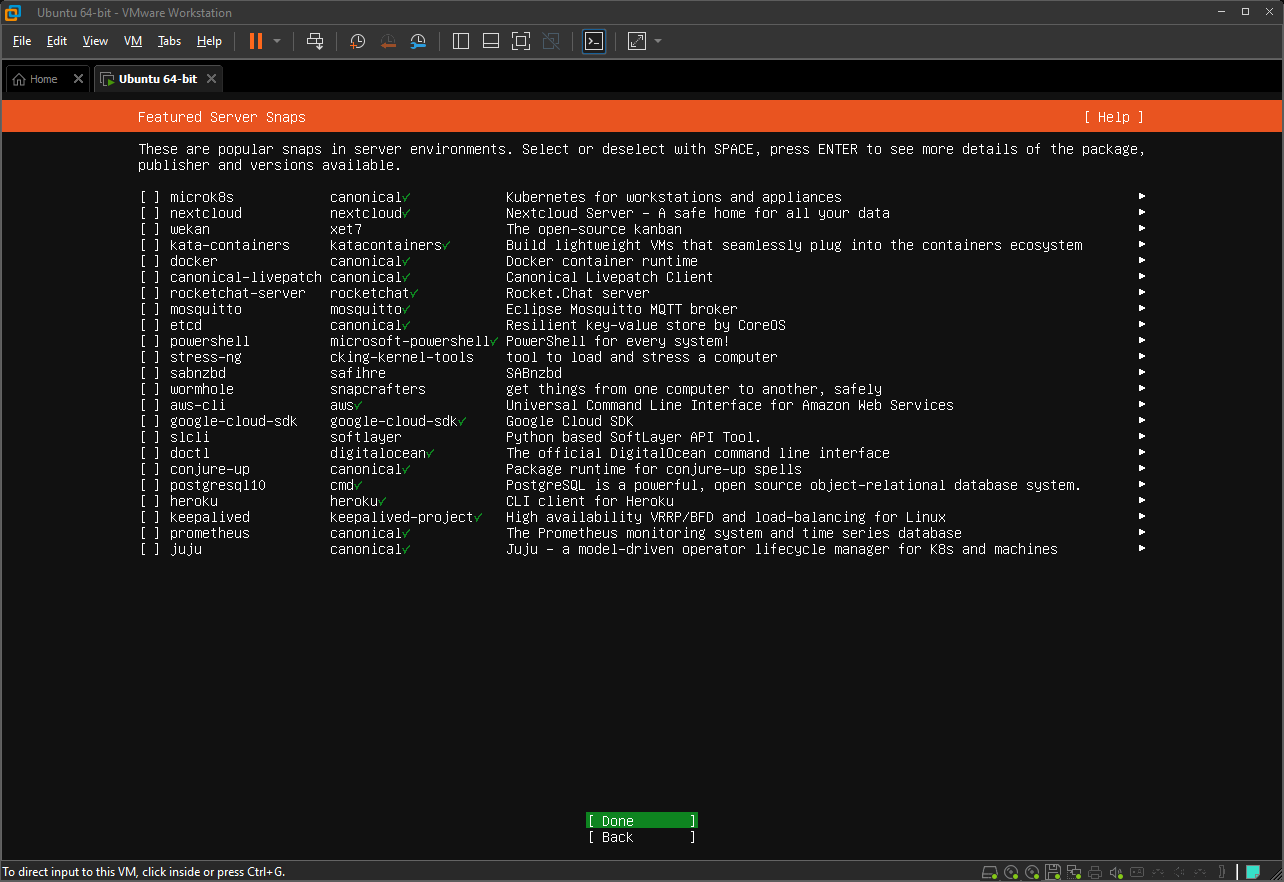 Ubuntu 64-bit - VMware Workstation
File Edit View VM Tabs Help
Home Ubuntu 64-bit
Featured Server Snaps [ Help ]
These are popular snaps in server environments. Select or deselect with SPACE, press ENTER to see more details of the package,
publisher and versions available.
[ ] microk8s canonical✓ Kubernetes for workstations and appliances ▸
[ ] nextcloud nextcloud✓ Nextcloud Server - A safe home for all your data ▸
[ ] wekan xet7 The open-source kanban ▸
[ ] kata-containers katacontainers✓ Build lightweight VMs that seamlessly plug into the containers ecosystem ▸
[ ] docker canonical✓ Docker container runtime ▸
[ ] canonical-livepatch canonical✓ Canonical Livepatch Client ▸
[ ] rocketchat-server rocketchat✓ Rocket.Chat server ▸
[ ] mosquitto mosquitto✓ Eclipse Mosquitto MQTT broker ▸
[ ] etcd canonical✓ Resilient key-value store by CoreOS ▸
[ ] powershell microsoft-powershell✓ PowerShell for every system! ▸
[ ] stress-ng cking-kernel-tools tool to load and stress a computer ▸
[ ] sabnzbd safihre SABnzbd ▸
[ ] wormhole snapcrafters get things from one computer to another, safely ▸
[ ] aws-cli aws✓ Universal Command Line Interface for Amazon Web Services ▸
[ ] google-cloud-sdk google-cloud-sdk✓ Google Cloud SDK ▸
[ ] slcli softlayer Python based SoftLayer API Tool. ▸
[ ] doctl digitalocean✓ The official DigitalOcean command line interface ▸
[ ] conjure-up canonical✓ Package runtime for conjure-up spells ▸
[ ] postgresql10 cmd✓ PostgreSQL is a powerful, open source object-relational database system. ▸
[ ] heroku heroku✓ CLI client for Heroku ▸
[ ] keepalived keepalived-project✓ High availability VRRP/BFD and load-balancing for Linux ▸
[ ] prometheus canonical✓ The Prometheus monitoring system and time series database ▸
[ ] juju canonical✓ Juju - a model-driven operator lifecycle manager for K8s and machines ▸
[ Done ]
[ Back ]
To direct input to this VM, click inside or press Ctrl+G.